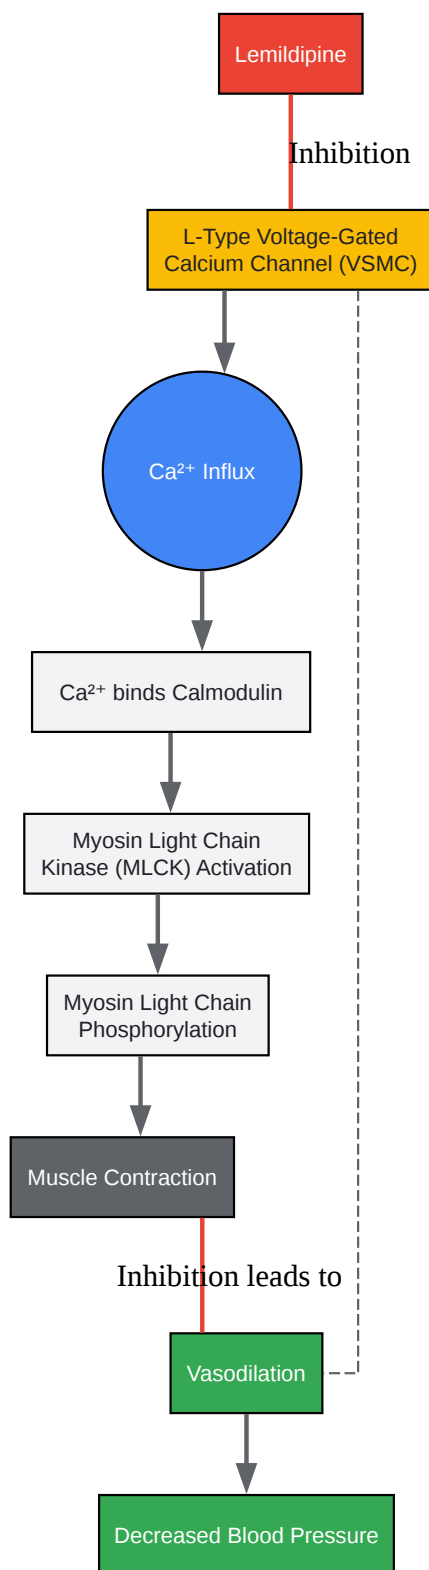 Lemildipine
Inhibition
L-Type Voltage-Gated
Calcium Channel (VSMC)
Ca²⁺ Influx
Ca²⁺ binds Calmodulin
Myosin Light Chain
Kinase (MLCK) Activation
Myosin Light Chain
Phosphorylation
Muscle Contraction
Inhibition leads to
Vasodilation
Decreased Blood Pressure